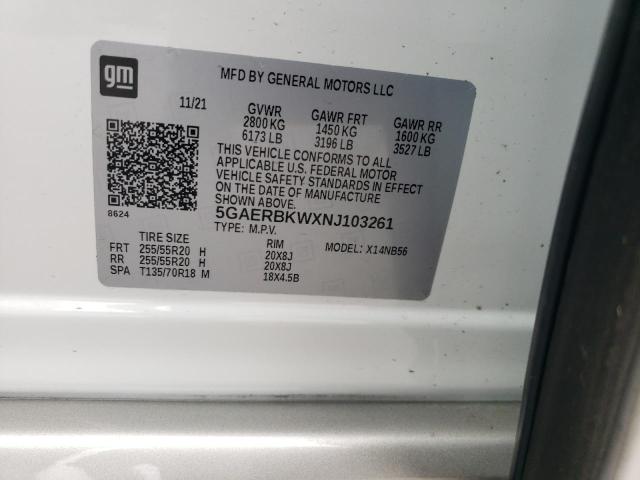 gm
MFD BY GENERAL MOTORS LLC
11/21 GVWR GAWR FRT GAWR RR
2800 KG 1450 KG 1600 KG
6173 LB 3196 LB 3527 LB
THIS VEHICLE CONFORMS TO ALL
APPLICABLE U.S. FEDERAL MOTOR
VEHICLE SAFETY STANDARDS IN EFFECT
ON THE DATE OF MANUFACTURE
SHOWN ABOVE.
8624 5GAERBKWXNJ103261
TYPE: M.P.V. MODEL: X14NB56
TIRE SIZE RIM
FRT 255/55R20 H 20X8J
RR 255/55R20 H 20X8J
SPA T135/70R18 M 18X4.5B